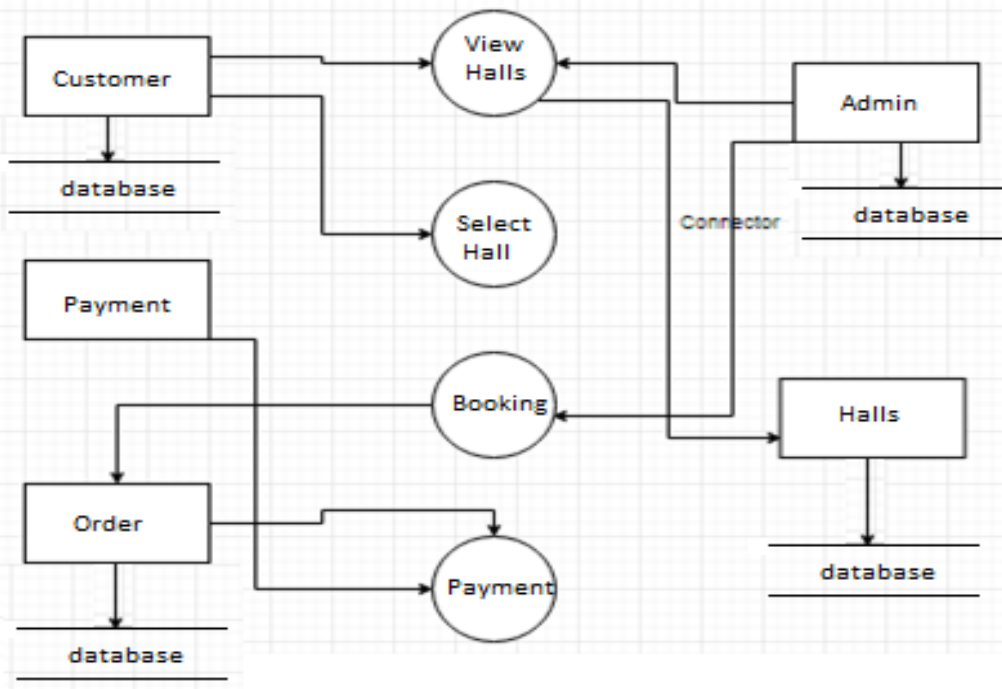 View
Halls
Customer
Admin
database
database
Select
Hall
Connector
Payment
Booking
Halls
Order
Payment
database
database